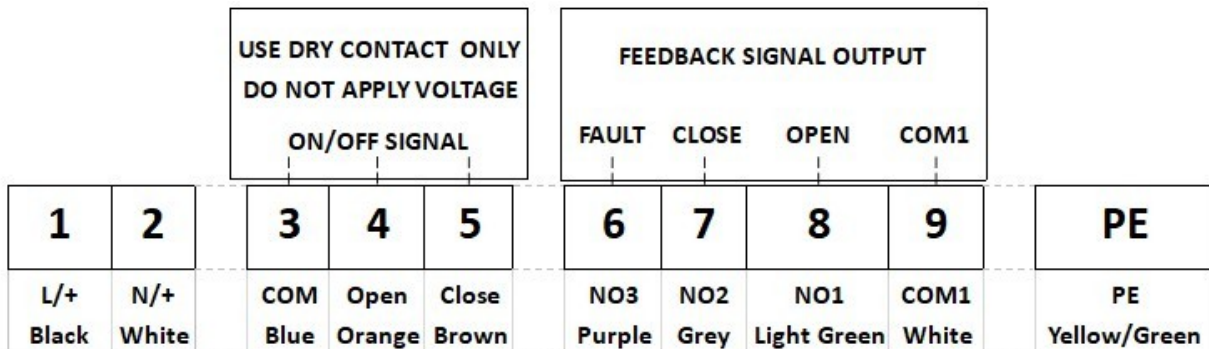 USE DRY CONTACT ONLY
DO NOT APPLY VOLTAGE
ON/OFF SIGNAL
FEEDBACK SIGNAL OUTPUT
FAULT CLOSE OPEN COM1
1 2 3 4 5 6 7 8 9 PE
L/+ N/+ COM Open Close NO3 NO2 NO1 COM1 PE
Black White Blue Orange Brown Purple Grey Light Green White Yellow/Green